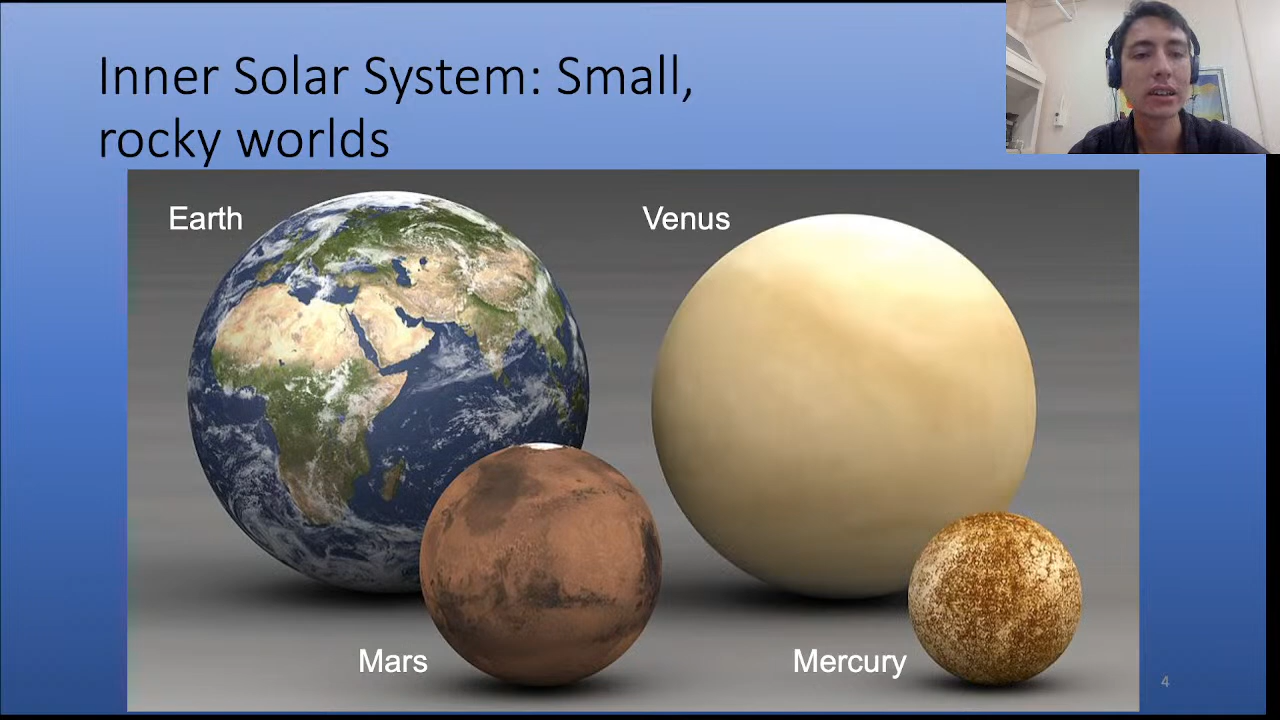 Inner Solar System: Small,
rocky worlds
Earth
Venus
Mars
Mercury
4